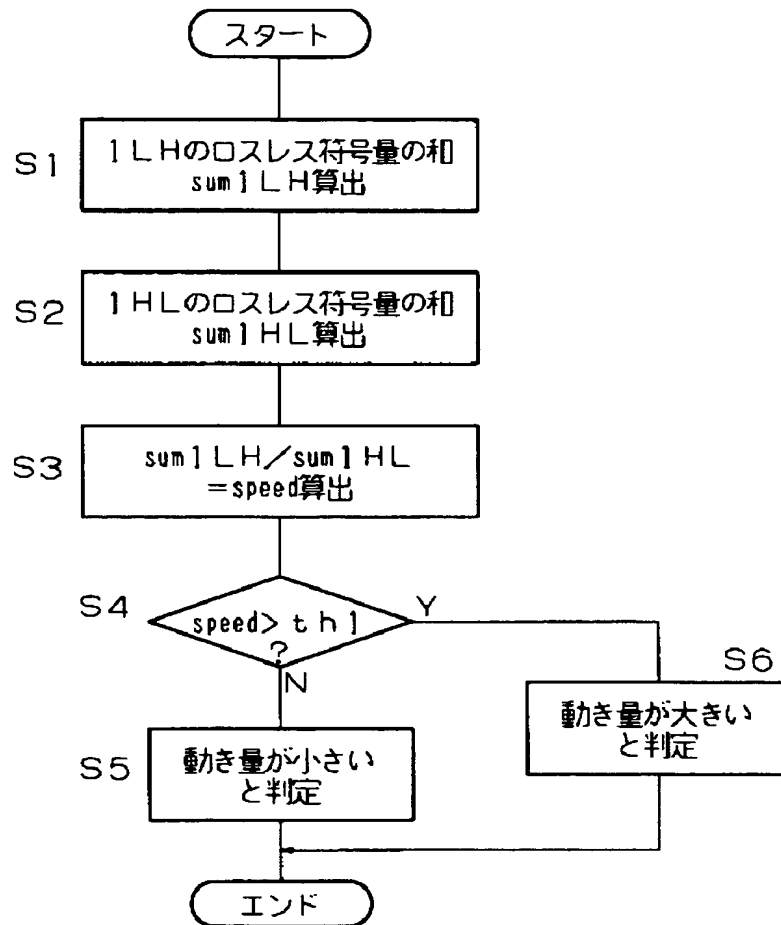 スタート
S1
1LHのロスレス符号量の和
sum1LH算出
S2
1HLのロスレス符号量の和
sum1HL算出
S3
sum1LH/sum1HL
=speed算出
S4
speed>th1
?
Y
N
S6
動き量が大きい
と判定
S5
動き量が小さい
と判定
エンド